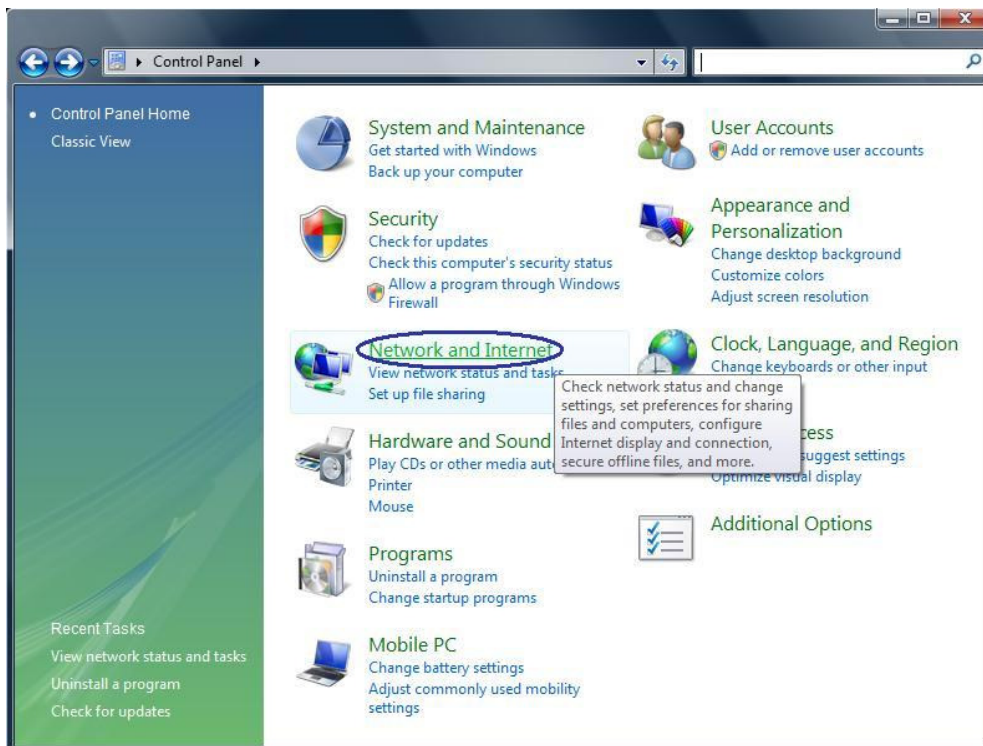 Control Panel
Control Panel Home
Classic View
System and Maintenance
Get started with Windows
Back up your computer
Security
Check for updates
Check this computer's security status
Allow a program through Windows
Firewall
Network and Internet
View network status and tasks
Set up file sharing
Hardware and Sound
Play CDs or other media
Printer
Mouse
Programs
Uninstall a program
Change startup programs
Mobile PC
Change battery settings
Adjust commonly used mobility
settings
User Accounts
Add or remove user accounts
Appearance and
Personalization
Change desktop background
Customize colors
Adjust screen resolution
Clock, Language, and Region
Change keyboards or other input
Check network status and change
settings, set preferences for sharing
files and computers, configure
Internet display and connection,
secure offline files, and more.
suggest settings
Optimize visual display
Additional Options
Recent Tasks
View network status and tasks
Uninstall a program
Check for updates